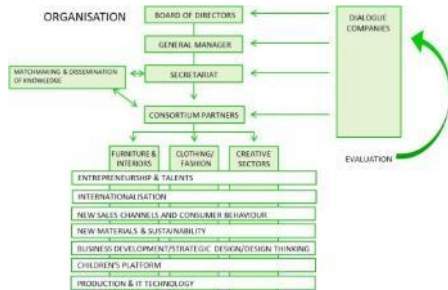 ORGANISATION
BOARD OF DIRECTORS
DIALOGUE
COMPANIES
GENERAL MANAGER
MATCHMAKING & DISSEMINATION
OF KNOWLEDGE
SECRETARIAT
CONSORTIUM PARTNERS
FURNITURE &
INTERIORS
CLOTHING/
FASHION
CREATIVE
SECTORS
EVALUATION
ENTREPRENEURSHIP & TALENTS
INTERNATIONALISATION
NEW SALES CHANNELS AND CONSUMER BEHAVIOUR
NEW MATERIALS & SUSTAINABILITY
BUSINESS DEVELOPMENT/STRATEGIC DESIGN/DESIGN THINKING
CHILDREN'S PLATFORM
PRODUCTION & IT TECHNOLOGY